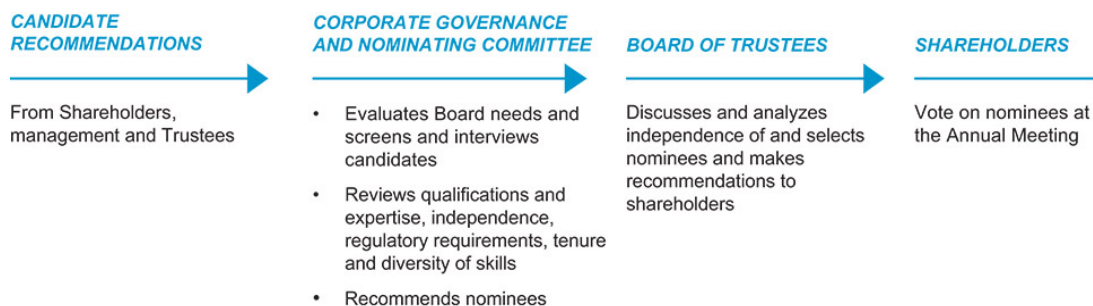 CANDIDATE
RECOMMENDATIONS
From Shareholders,
management and Trustees
CORPORATE GOVERNANCE
AND NOMINATING COMMITTEE
• Evaluates Board needs and
screens and interviews
candidates
• Reviews qualifications and
expertise, independence,
regulatory requirements, tenure
and diversity of skills
• Recommends nominees
BOARD OF TRUSTEES
Discusses and analyzes
independence of and selects
nominees and makes
recommendations to
shareholders
SHAREHOLDERS
Vote on nominees at
the Annual Meeting